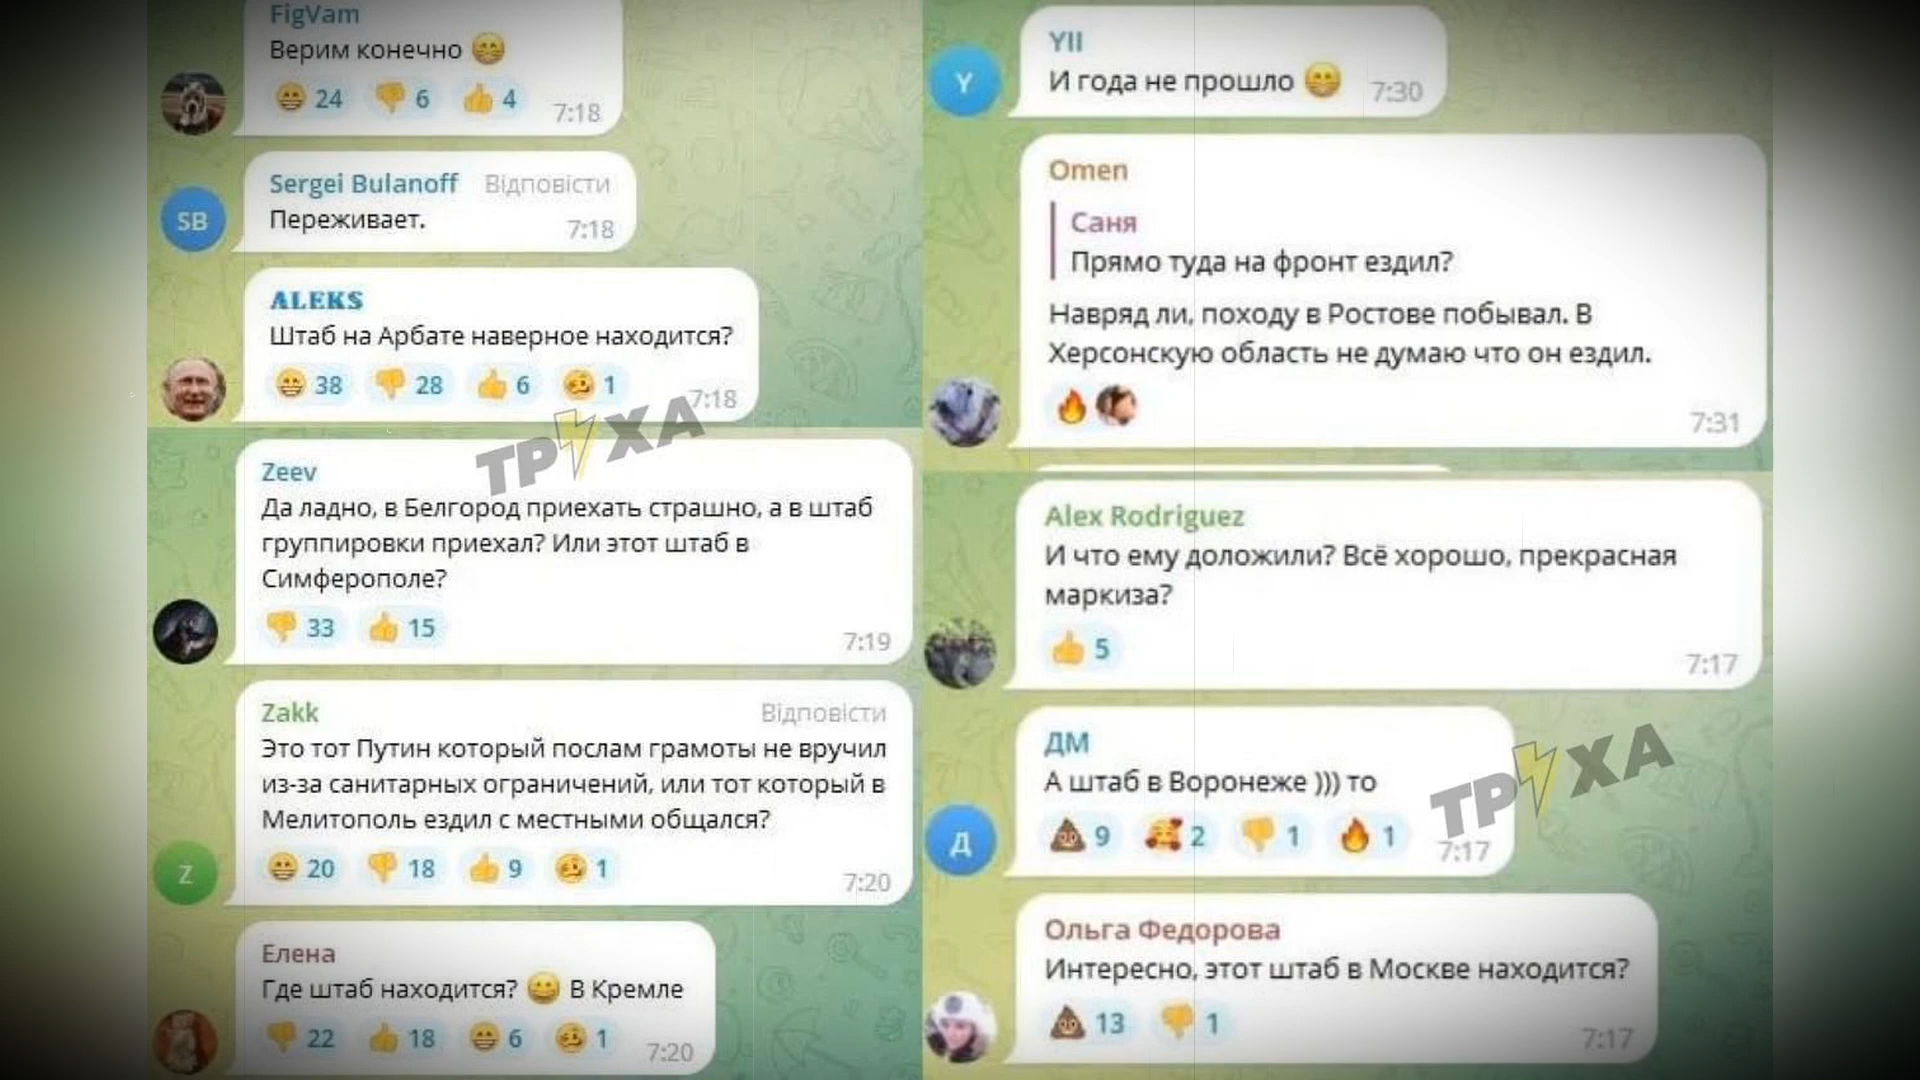 FigVam
Верим конечно 😁
😁 24 👎 6 👍 4
7:18
SB
Sergei Bulanoff Відповісти
Переживает.
7:18
ALEKS
Штаб на Арбате наверное находится?
😁 38 👎 28 👍 6 🥴 1
7:18
ТРУХА
Zeev
Да ладно, в Белгород приехать страшно, а в штаб
группировки приехал? Или этот штаб в
Симферополе?
👎 33 👍 15
7:19
Z
Zakk Відповісти
Это тот Путин который послам грамоты не вручил
из-за санитарных ограничений, или тот который в
Мелитополь ездил с местными общался?
😁 20 👎 18 👍 9 🥴 1
7:20
Елена
Где штаб находится? 😀 В Кремле
👎 22 👍 18 😁 6 🥴 1
7:20
Y
YII
И года не прошло 😁
7:30
Omen
Саня
Прямо туда на фронт ездил?
Навряд ли, походу в Ростове побывал. В
Херсонскую область не думаю что он ездил.
🔥
7:31
Alex Rodriguez
И что ему доложили? Всё хорошо, прекрасная
маркиза?
👍 5
7:17
Д
ДМ
А штаб в Воронеже ))) то
💩 9 🥰 2 👎 1 🔥 1
7:17
ТРУХА
Ольга Федорова
Интересно, этот штаб в Москве находится?
💩 13 👎 1
7:17